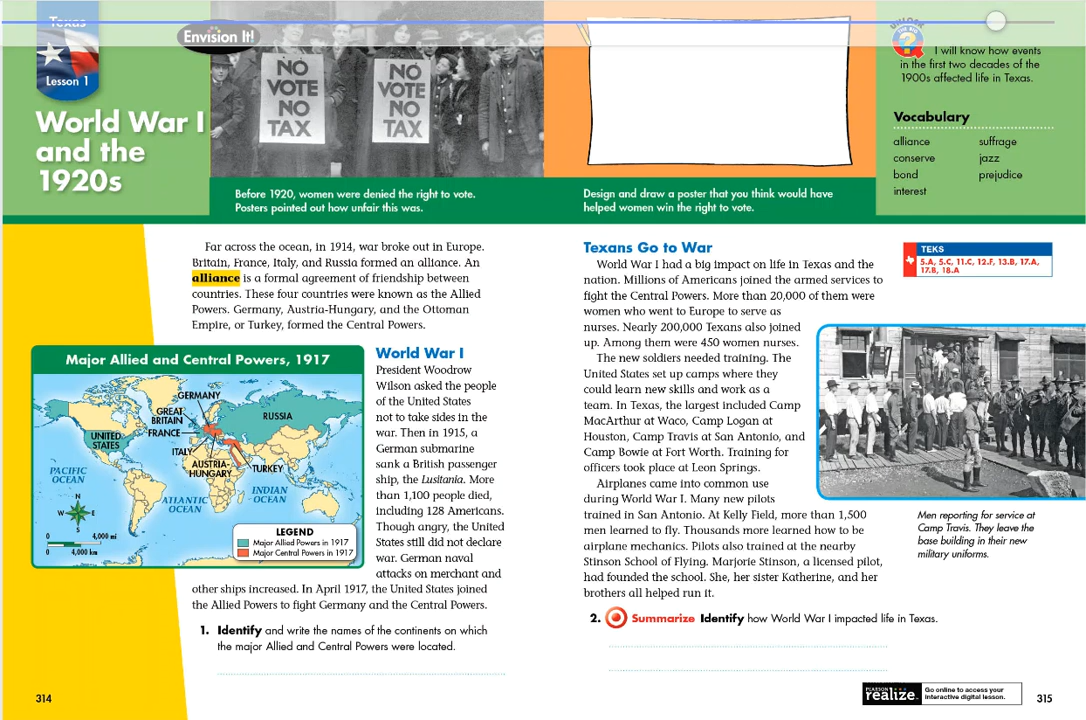 Texas
Lesson 1
World War I
and the
1920s
Envision It!
NO
VOTE
NO
TAX
NO
VOTE
NO
TAX
Before 1920, women were denied the right to vote.
Posters pointed out how unfair this was.
Design and draw a poster that you think would have
helped women win the right to vote.
UNLOCK
THE BIG
?
I will know how events
in the first two decades of the
1900s affected life in Texas.
Vocabulary
alliance
conserve
bond
interest
suffrage
jazz
prejudice
Far across the ocean, in 1914, war broke out in Europe.
Britain, France, Italy, and Russia formed an alliance. An
alliance is a formal agreement of friendship between
countries. These four countries were known as the Allied
Powers. Germany, Austria-Hungary, and the Ottoman
Empire, or Turkey, formed the Central Powers.
Major Allied and Central Powers, 1917
GERMANY
GREAT
BRITAIN
RUSSIA
FRANCE
UNITED
STATES
ITALY
AUSTRIA-
HUNGARY
TURKEY
PACIFIC
OCEAN
ATLANTIC
OCEAN
INDIAN
OCEAN
N
W E
S
0 4,000 mi
0 4,000 km
LEGEND
Major Allied Powers in 1917
Major Central Powers in 1917
World War I
President Woodrow
Wilson asked the people
of the United States
not to take sides in the
war. Then in 1915, a
German submarine
sank a British passenger
ship, the Lusitania. More
than 1,100 people died,
including 128 Americans.
Though angry, the United
States still did not declare
war. German naval
attacks on merchant and
other ships increased. In April 1917, the United States joined
the Allied Powers to fight Germany and the Central Powers.
1. Identify and write the names of the continents on which
the major Allied and Central Powers were located.
314
Texans Go to War
World War I had a big impact on life in Texas and the
nation. Millions of Americans joined the armed services to
fight the Central Powers. More than 20,000 of them were
women who went to Europe to serve as
nurses. Nearly 200,000 Texans also joined
up. Among them were 450 women nurses.
The new soldiers needed training. The
United States set up camps where they
could learn new skills and work as a
team. In Texas, the largest included Camp
MacArthur at Waco, Camp Logan at
Houston, Camp Travis at San Antonio, and
Camp Bowie at Fort Worth. Training for
officers took place at Leon Springs.
Airplanes came into common use
during World War I. Many new pilots
trained in San Antonio. At Kelly Field, more than 1,500
men learned to fly. Thousands more learned how to be
airplane mechanics. Pilots also trained at the nearby
Stinson School of Flying. Marjorie Stinson, a licensed pilot,
had founded the school. She, her sister Katherine, and her
brothers all helped run it.
2. Summarize Identify how World War I impacted life in Texas.
TEKS
5.A, 5.C, 11.C, 12.F, 13.B, 17.A,
17.B, 18.A
Men reporting for service at
Camp Travis. They leave the
base building in their new
military uniforms.
PEARSON
realize
Go online to access your
interactive digital lesson.
315